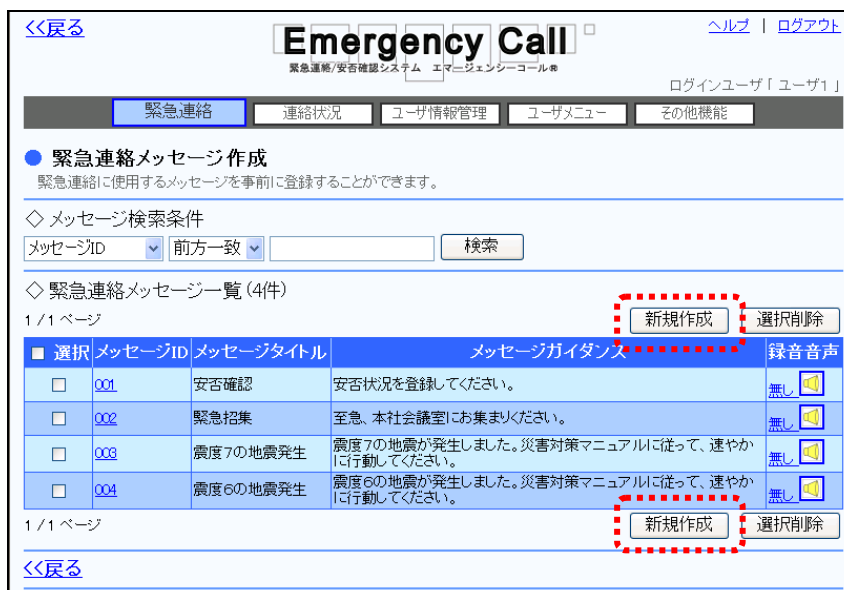 <<戻る
Emergency Call
ヘルプ | ログアウト
緊急連絡/安否確認システム エマージェンシーコール®
ログインユーザ「 ユーザ1 」
緊急連絡 連絡状況 ユーザ情報管理 ユーザメニュー その他機能
● 緊急連絡メッセージ作成
緊急連絡に使用するメッセージを事前に登録することができます。
◇ メッセージ検索条件
メッセージID 前方一致 検索
◇ 緊急連絡メッセージ一覧 (4件)
1 / 1 ページ 新規作成 選択削除
選択 メッセージID メッセージタイトル メッセージガイダンス 録音音声
001 安否確認 安否状況を登録してください。 無し
002 緊急招集 至急、本社会議室にお集まりください。 無し
003 震度7の地震発生 震度7の地震が発生しました。災害対策マニュアルに従って、速やか
に行動してください。 無し
004 震度6の地震発生 震度6の地震が発生しました。災害対策マニュアルに従って、速やか
に行動してください。 無し
1 / 1 ページ 新規作成 選択削除
<<戻る